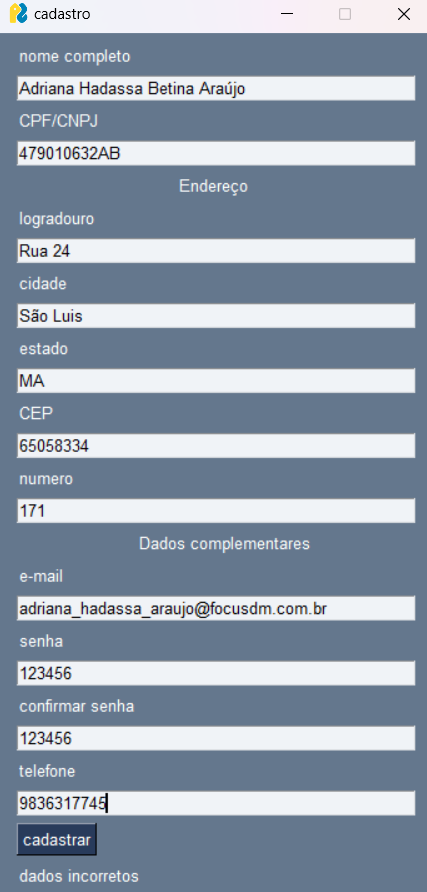 cadastro
nome completo
Adriana Hadassa Betina Araújo
CPF/CNPJ
479010632AB
Endereço
logradouro
Rua 24
cidade
São Luis
estado
MA
CEP
65058334
numero
171
Dados complementares
e-mail
adriana_hadassa_araujo@focusdm.com.br
senha
123456
confirmar senha
123456
telefone
9836317745
cadastrar
dados incorretos